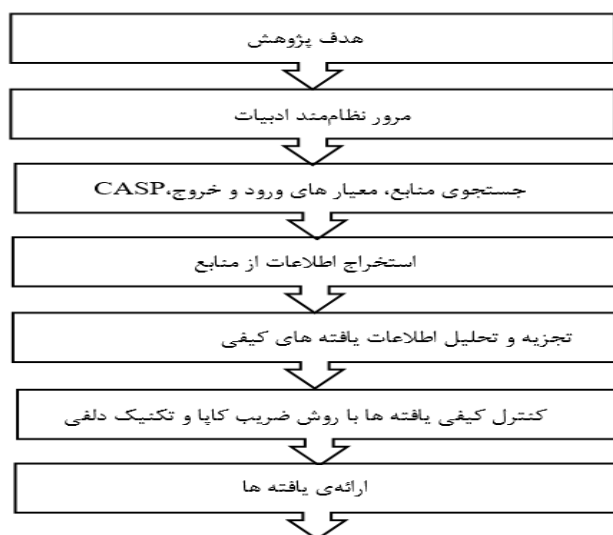 هدف پژوهش
مرور نظام‌مند ادبیات
جستجوی منابع، معیار های ورود و خروج،CASP
استخراج اطلاعات از منابع
تجزیه و تحلیل اطلاعات یافته های کیفی
کنترل کیفی یافته ها با روش ضریب کاپا و تکنیک دلفی
ارائه‌ی یافته ها